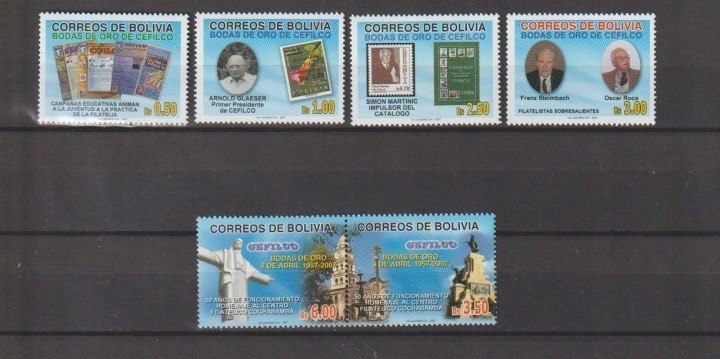 CORREOS DE BOLIVIA
BODAS DE ORO DE CEFILCO
CAMPAÑAS EDUCATIVAS ANIMAN
A LA JUVENTUD A LA PRACTICA
DE LA FILATELIA
Bs 0.50
CORREOS DE BOLIVIA
BODAS DE ORO DE CEFILCO
ARNOLD GLAESER
Primer Presidente
de CEFILCO
BOLIVIA
Bs 1.00
CORREOS DE BOLIVIA
BODAS DE ORO DE CEFILCO
SIMON MARTINIC
IMPULSOR DEL
CATALOGO
1995
Bs 2.50
CORREOS DE BOLIVIA
BODAS DE ORO DE CEFILCO
Franz Steimbach
Oscar Roca
FILATELISTAS SOBRESALIENTES
Bs 3.00
CORREOS DE BOLIVIA
CEFILCO
BODAS DE ORO
8 DE ABRIL 1957-2007
50 AÑOS DE FUNCIONAMIENTO
HOMENAJE AL CENTRO
FILATELICO COCHABAMBA
Bs 6.00
CORREOS DE BOLIVIA
CEFILCO
BODAS DE ORO
8 DE ABRIL 1957-2007
50 AÑOS DE FUNCIONAMIENTO
HOMENAJE AL CENTRO
FILATELICO COCHABAMBA
Bs 3.50